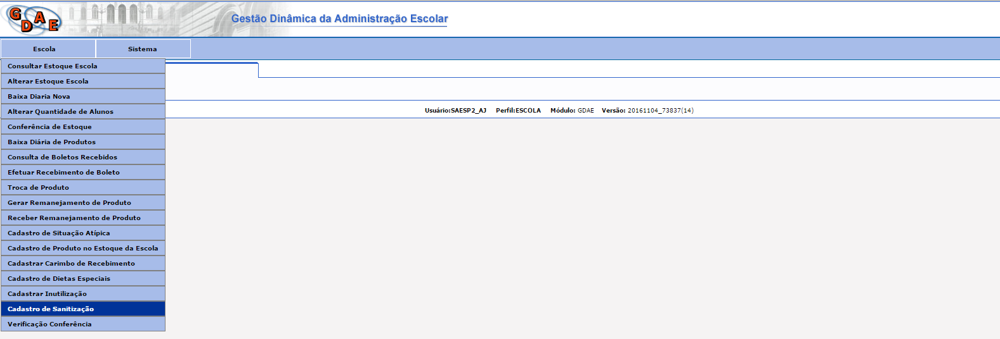 GDAE
Gestão Dinâmica da Administração Escolar
Escola Sistema
Consultar Estoque Escola
Alterar Estoque Escola
Baixa Diaria Nova
Alterar Quantidade de Alunos
Usuário:SAESP2_AJ Perfil:ESCOLA Módulo: GDAE Versão: 20161104_73837(14)
Conferência de Estoque
Baixa Diária de Produtos
Consulta de Boletos Recebidos
Efetuar Recebimento de Boleto
Troca de Produto
Gerar Remanejamento de Produto
Receber Remanejamento de Produto
Cadastro de Situação Atípica
Cadastro de Produto no Estoque da Escola
Cadastrar Carimbo de Recebimento
Cadastro de Dietas Especiais
Cadastrar Inutilização
Cadastro de Sanitização
Verificação Conferência